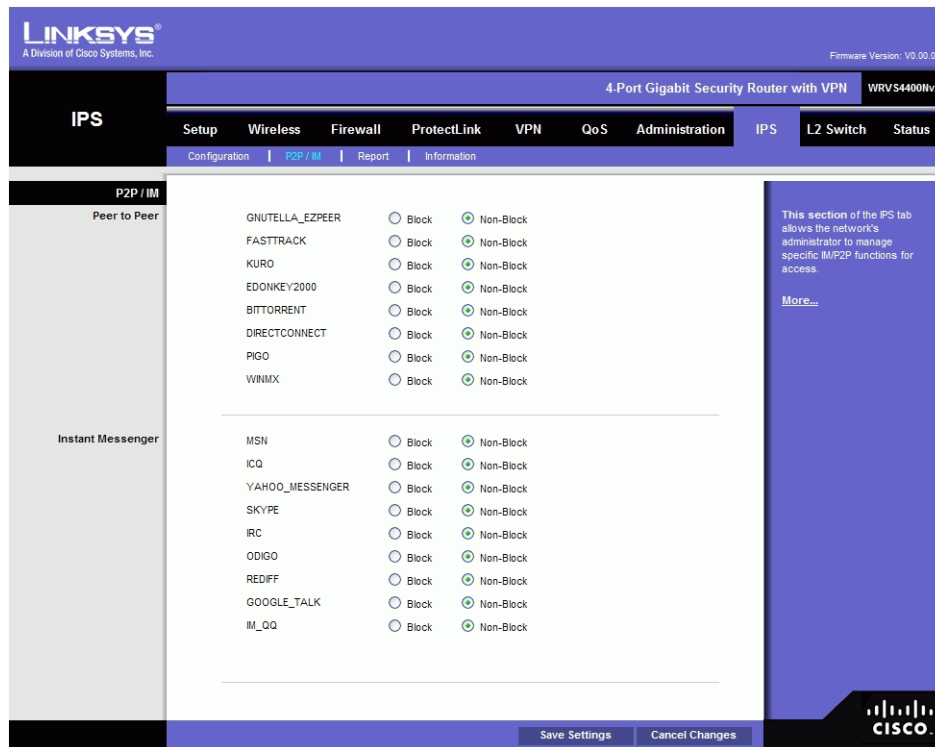 LINKSYS®
A Division of Cisco Systems, Inc.
Firmware Version: V0.00.0
4-Port Gigabit Security Router with VPN WRVS4400Nv
IPS
Setup Wireless Firewall ProtectLink VPN QoS Administration IPS L2 Switch Status
Configuration | P2P / IM | Report | Information
P2P / IM
Peer to Peer
GNUTELLA_EZPEER Block Non-Block
FASTTRACK Block Non-Block
KURO Block Non-Block
EDONKEY2000 Block Non-Block
BITTORRENT Block Non-Block
DIRECTCONNECT Block Non-Block
PIGO Block Non-Block
WINMX Block Non-Block
Instant Messenger
MSN Block Non-Block
ICQ Block Non-Block
YAHOO_MESSENGER Block Non-Block
SKYPE Block Non-Block
IRC Block Non-Block
ODIGO Block Non-Block
REDIFF Block Non-Block
GOOGLE_TALK Block Non-Block
IM_QQ Block Non-Block
This section of the IPS tab
allows the network's
administrator to manage
specific IM/P2P functions for
access.
More...
Save Settings Cancel Changes
CISCO.